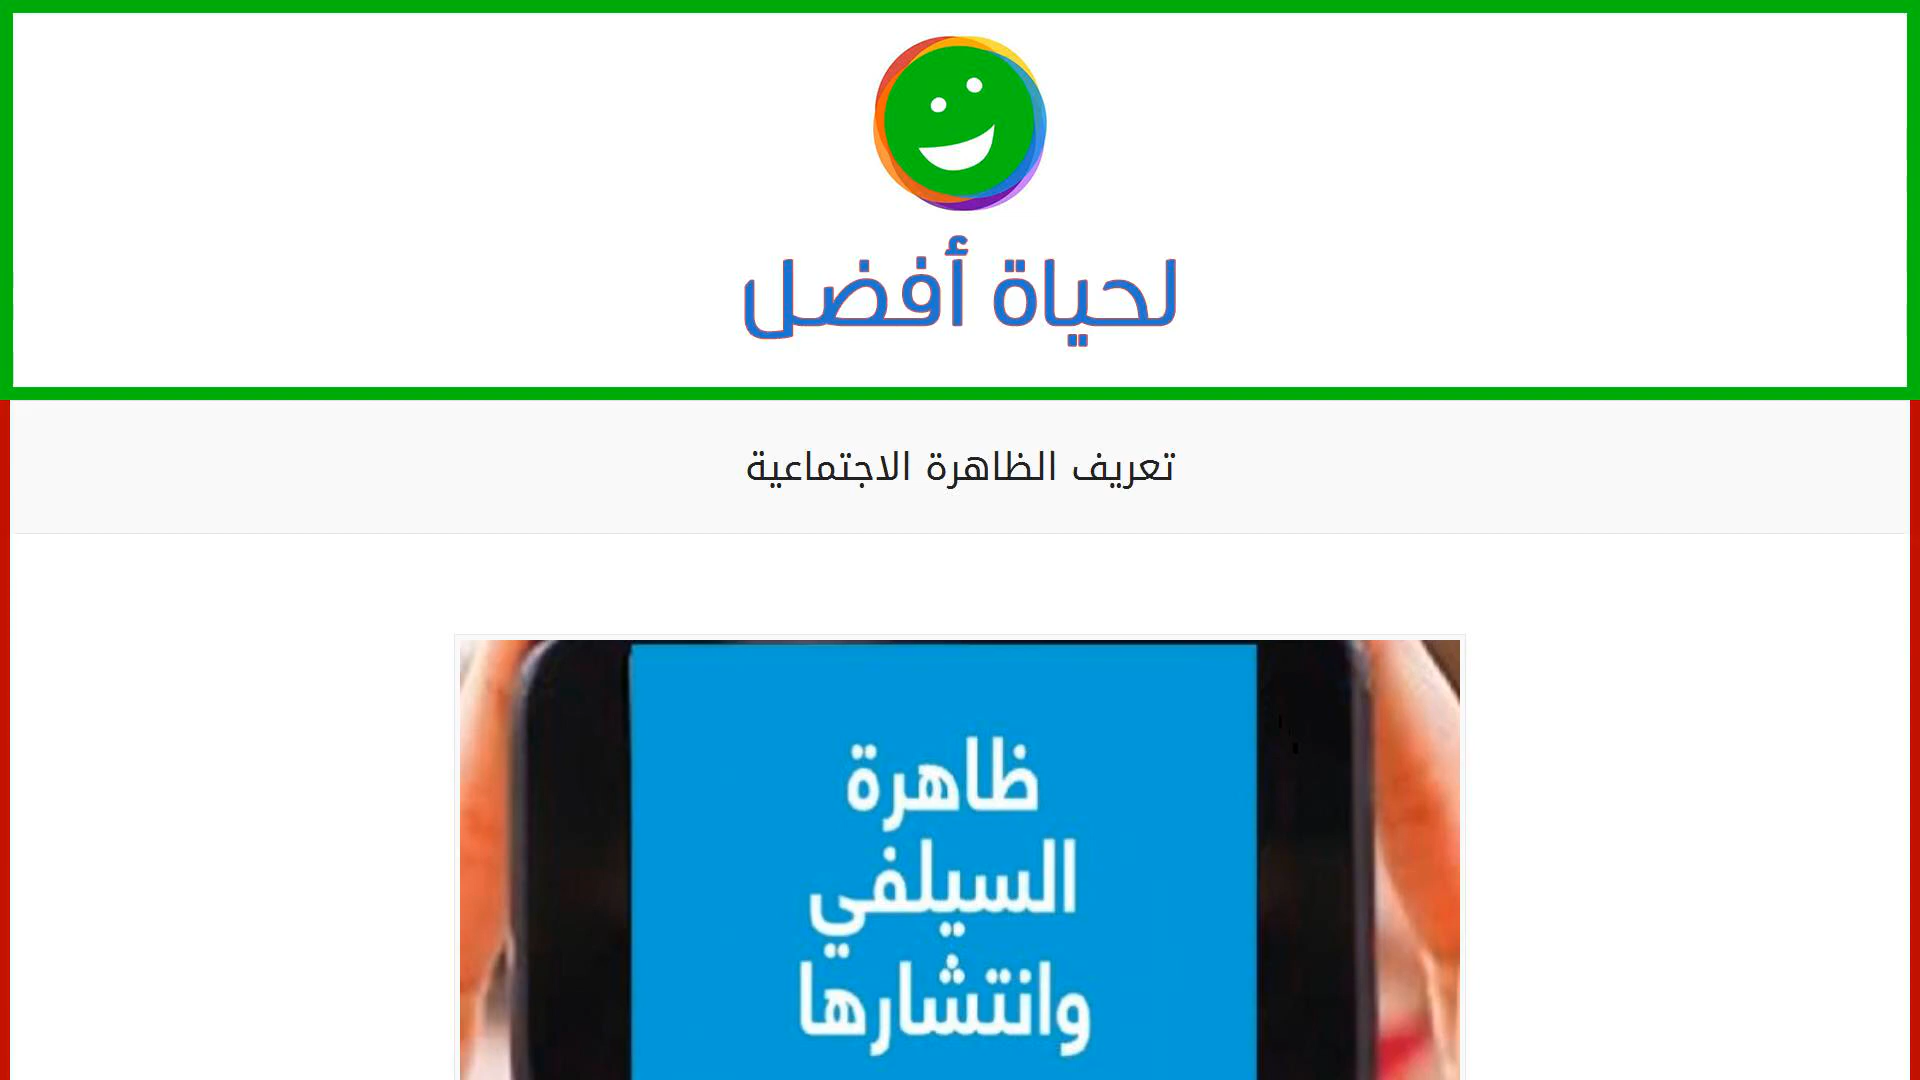 لحياة أفضل
تعريف الظاهرة الاجتماعية
ظاهرة
السيلفي
وانتشارها